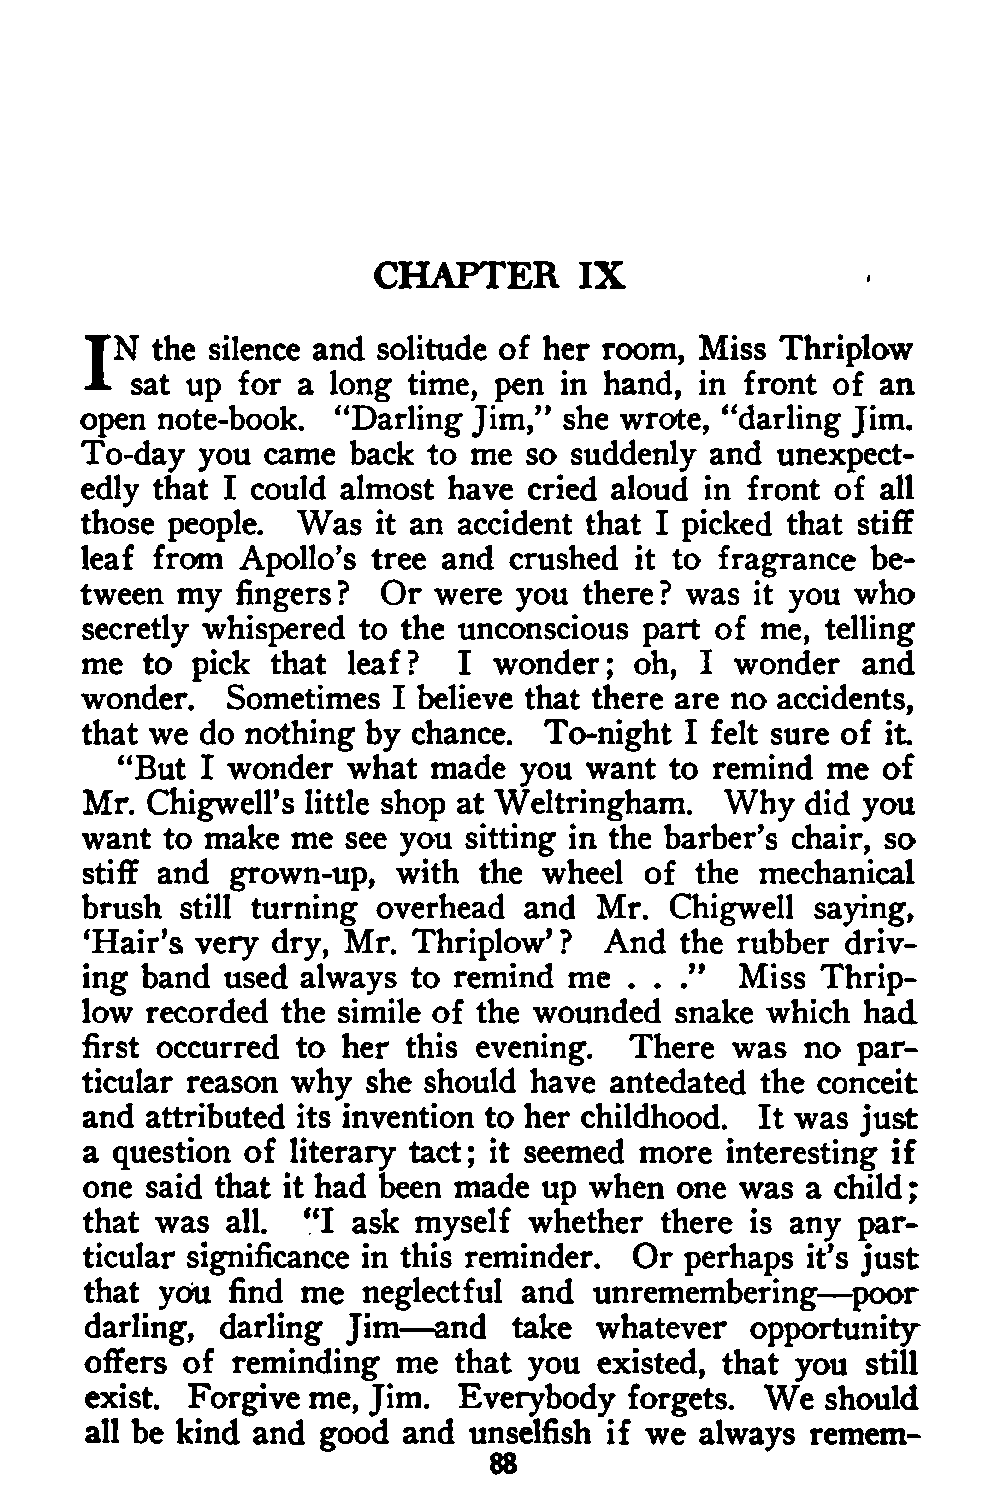 CHAPTER IX
IN the silence and solitude of her room, Miss Thriplow
sat up for a long time, pen in hand, in front of an
open note-book. “Darling Jim,” she wrote, “darling Jim.
To-day you came back to me so suddenly and unexpect-
edly that I could almost have cried aloud in front of all
those people. Was it an accident that I picked that stiff
leaf from Apollo’s tree and crushed it to fragrance be-
tween my fingers? Or were you there? was it you who
secretly whispered to the unconscious part of me, telling
me to pick that leaf? I wonder; oh, I wonder and
wonder. Sometimes I believe that there are no accidents,
that we do nothing by chance. To-night I felt sure of it.
“But I wonder what made you want to remind me of
Mr. Chigwell’s little shop at Weltringham. Why did you
want to make me see you sitting in the barber’s chair, so
stiff and grown-up, with the wheel of the mechanical
brush still turning overhead and Mr. Chigwell saying,
‘Hair’s very dry, Mr. Thriplow’? And the rubber driv-
ing band used always to remind me . . .” Miss Thrip-
low recorded the simile of the wounded snake which had
first occurred to her this evening. There was no par-
ticular reason why she should have antedated the conceit
and attributed its invention to her childhood. It was just
a question of literary tact; it seemed more interesting if
one said that it had been made up when one was a child;
that was all. “I ask myself whether there is any par-
ticular significance in this reminder. Or perhaps it’s just
that you find me neglectful and unremembering—poor
darling, darling Jim—and take whatever opportunity
offers of reminding me that you existed, that you still
exist. Forgive me, Jim. Everybody forgets. We should
all be kind and good and unselfish if we always remem-
88